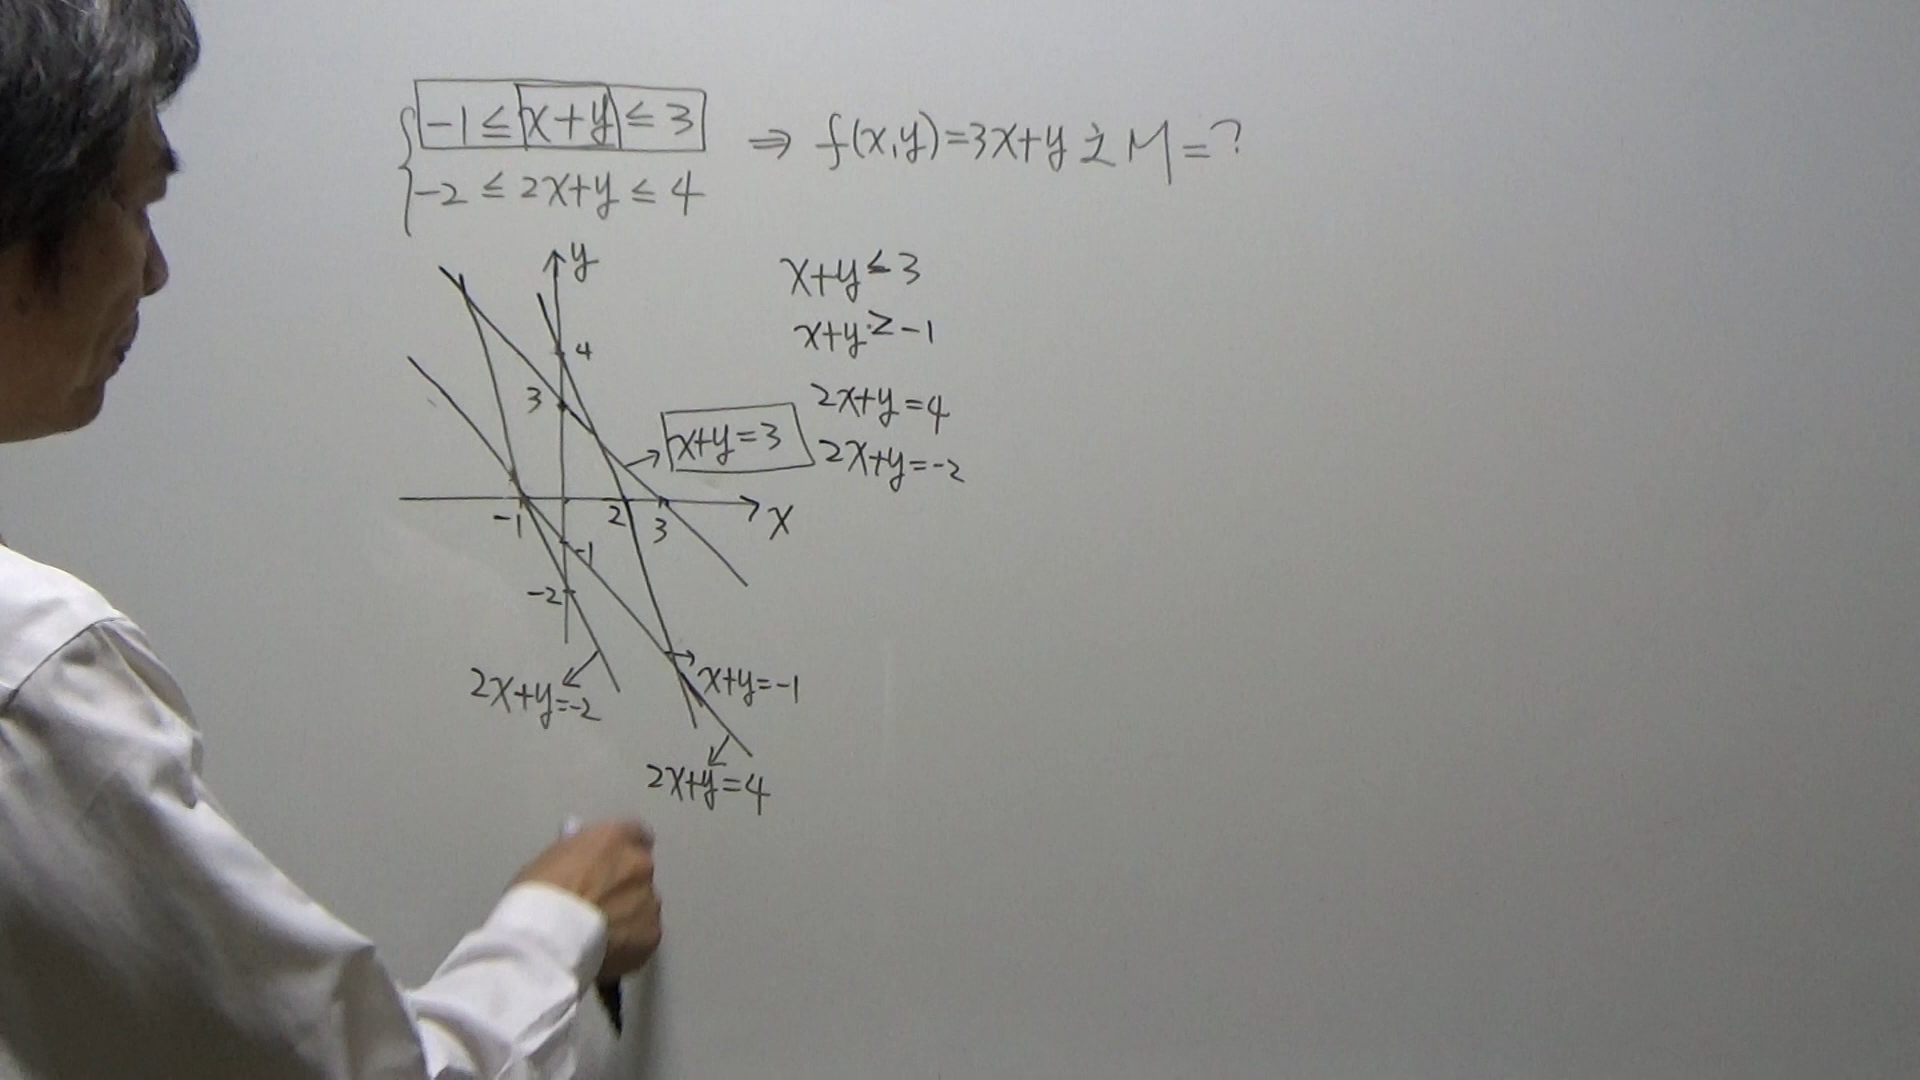 -1 ≤ x+y ≤ 3 ⇒ f(x,y)=3x+y 之 M=?
-2 ≤ 2x+y ≤ 4
y
4
3
-1
2
3
x
-1
-2
x+y≤3
x+y≥-1
2x+y=4
x+y=3
2x+y=-2
2x+y=-2
x+y=-1
2x+y=4